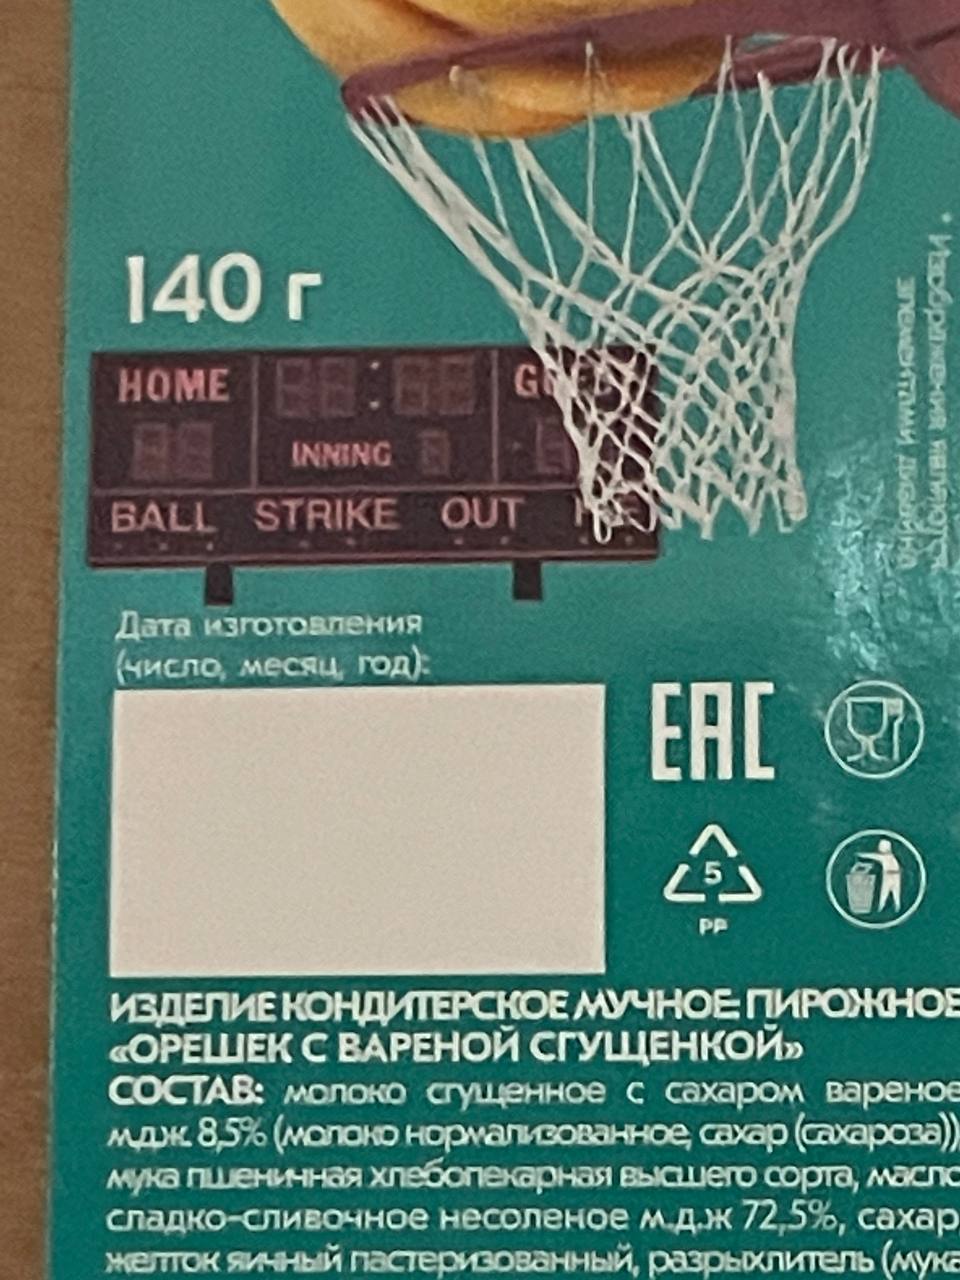 140 г
HOME
INNING
BALL STRIKE OUT
Дата изготовления
(число, месяц, год):
EAC
5
PP
ИЗДЕЛИЕ КОНДИТЕРСКОЕ МУЧНОЕ: ПИРОЖНОЕ
«ОРЕШЕК С ВАРЕНОЙ СГУЩЕНКОЙ»
СОСТАВ: молоко сгущенное с сахаром вареное
м.д.ж. 8,5% (молоко нормализованное, сахар (сахароза))
мука пшеничная хлебопекарная высшего сорта, масло
сладко-сливочное несоленое м.д.ж 72,5%, сахар
желток яичный пастеризованный, разрыхлитель (мука